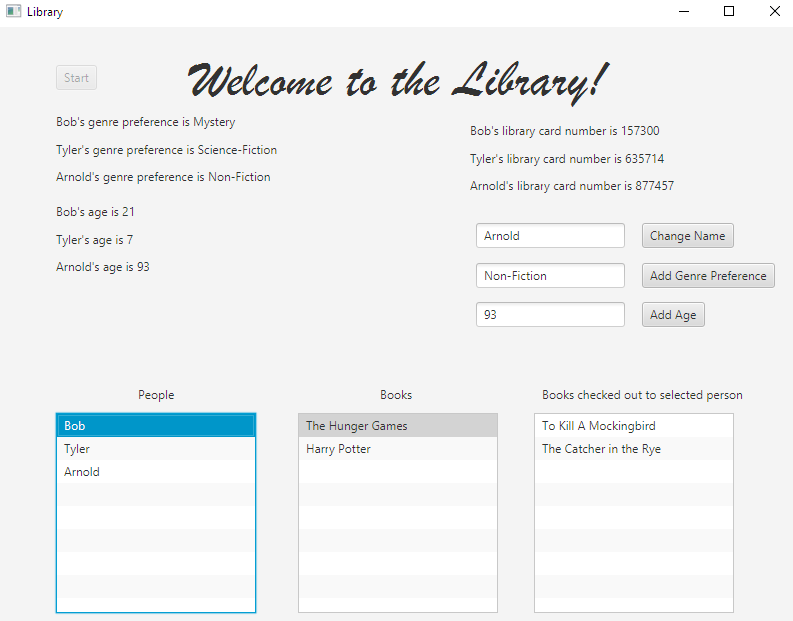 Library
Start
Welcome to the Library!
Bob's genre preference is Mystery
Tyler's genre preference is Science-Fiction
Arnold's genre preference is Non-Fiction
Bob's age is 21
Tyler's age is 7
Arnold's age is 93
Bob's library card number is 157300
Tyler's library card number is 635714
Arnold's library card number is 877457
Arnold Change Name
Non-Fiction Add Genre Preference
93 Add Age
People
Bob
Tyler
Arnold
Books
The Hunger Games
Harry Potter
Books checked out to selected person
To Kill A Mockingbird
The Catcher in the Rye